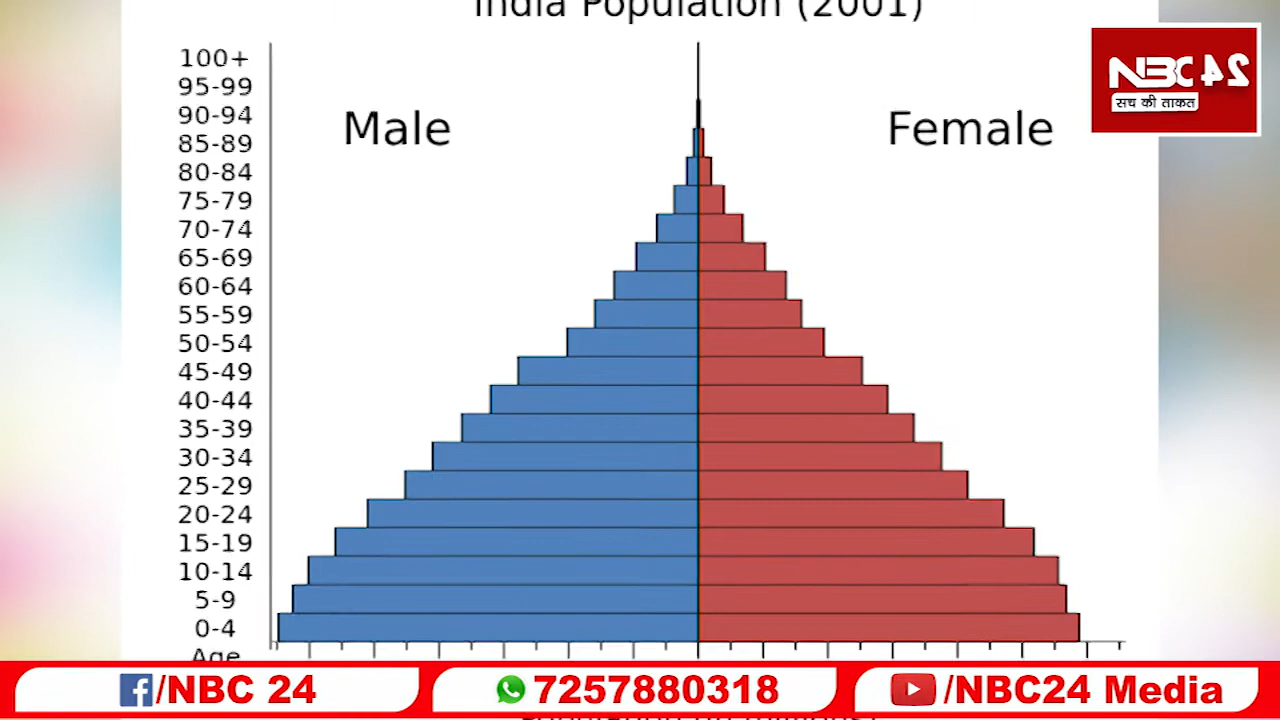 India Population (2001)
NBC 24
सच की ताकत
Male
Female
100+
95-99
90-94
85-89
80-84
75-79
70-74
65-69
60-64
55-59
50-54
45-49
40-44
35-39
30-34
25-29
20-24
15-19
10-14
5-9
0-4
Age
/NBC 24
7257880318
/NBC24 Media